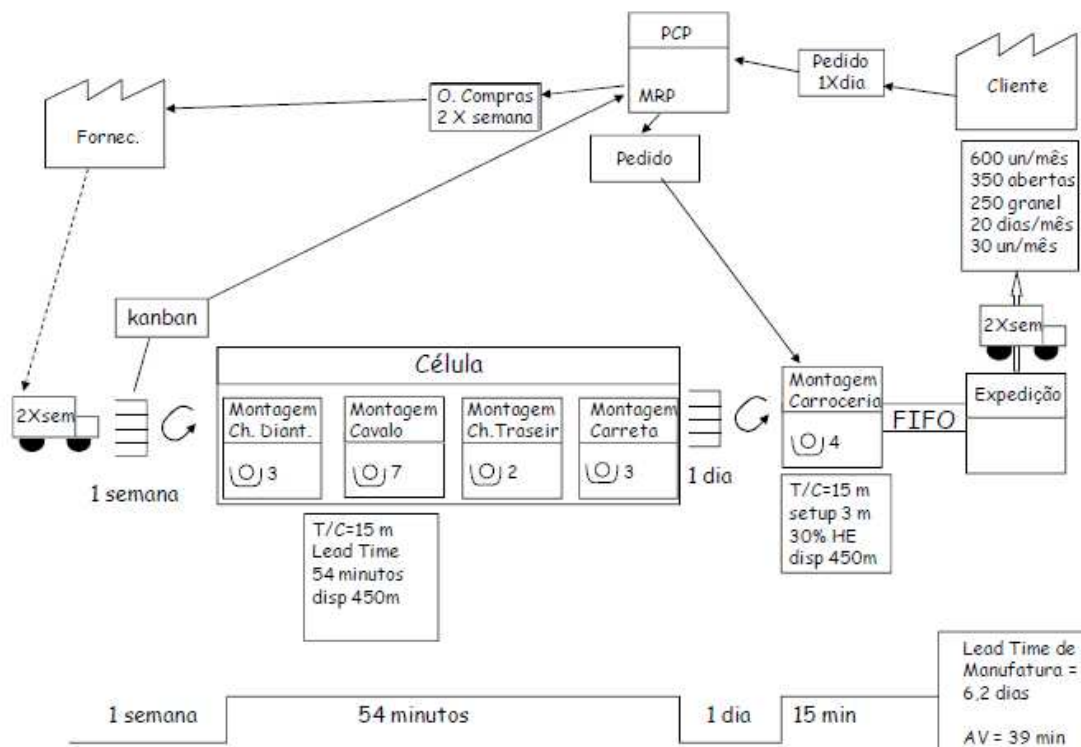 PCP
MRP
Pedido
1Xdia
Cliente
Fornec.
O. Compras
2 X semana
Pedido
600 un/mês
350 abertas
250 granel
20 dias/mês
30 un/mês
kanban
2Xsem
Célula
Montagem
Ch. Diant.
3
Montagem
Cavalo
7
Montagem
Ch.Traseir
2
Montagem
Carreta
3
Montagem
Carroceria
4
FIFO
Expedição
2Xsem
1 semana
1 dia
T/C=15 m
Lead Time
54 minutos
disp 450m
T/C=15 m
setup 3 m
30% HE
disp 450m
1 semana
54 minutos
1 dia
15 min
Lead Time de
Manufatura =
6,2 dias
AV = 39 min